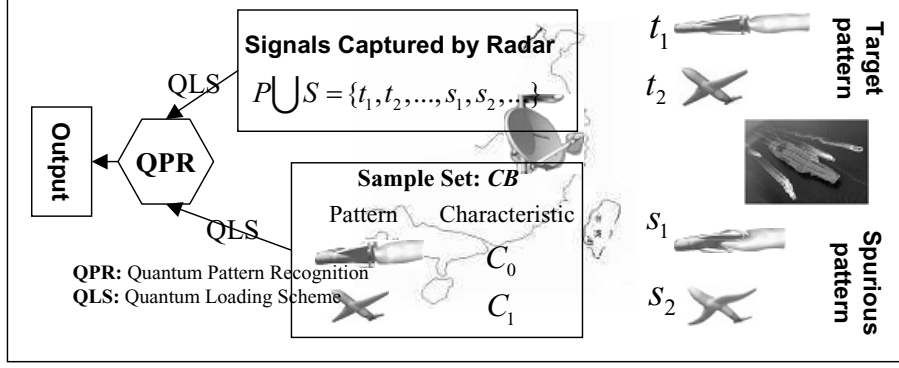 Signals Captured by Radar
P⋃S = {t₁, t₂, ..., s₁, s₂, ...}
QLS
Output
QPR
QLS
Sample Set: CB
Pattern Characteristic
C₀
C₁
QPR: Quantum Pattern Recognition
QLS: Quantum Loading Scheme
t₁
t₂
Target
pattern
s₁
s₂
Spurious
pattern